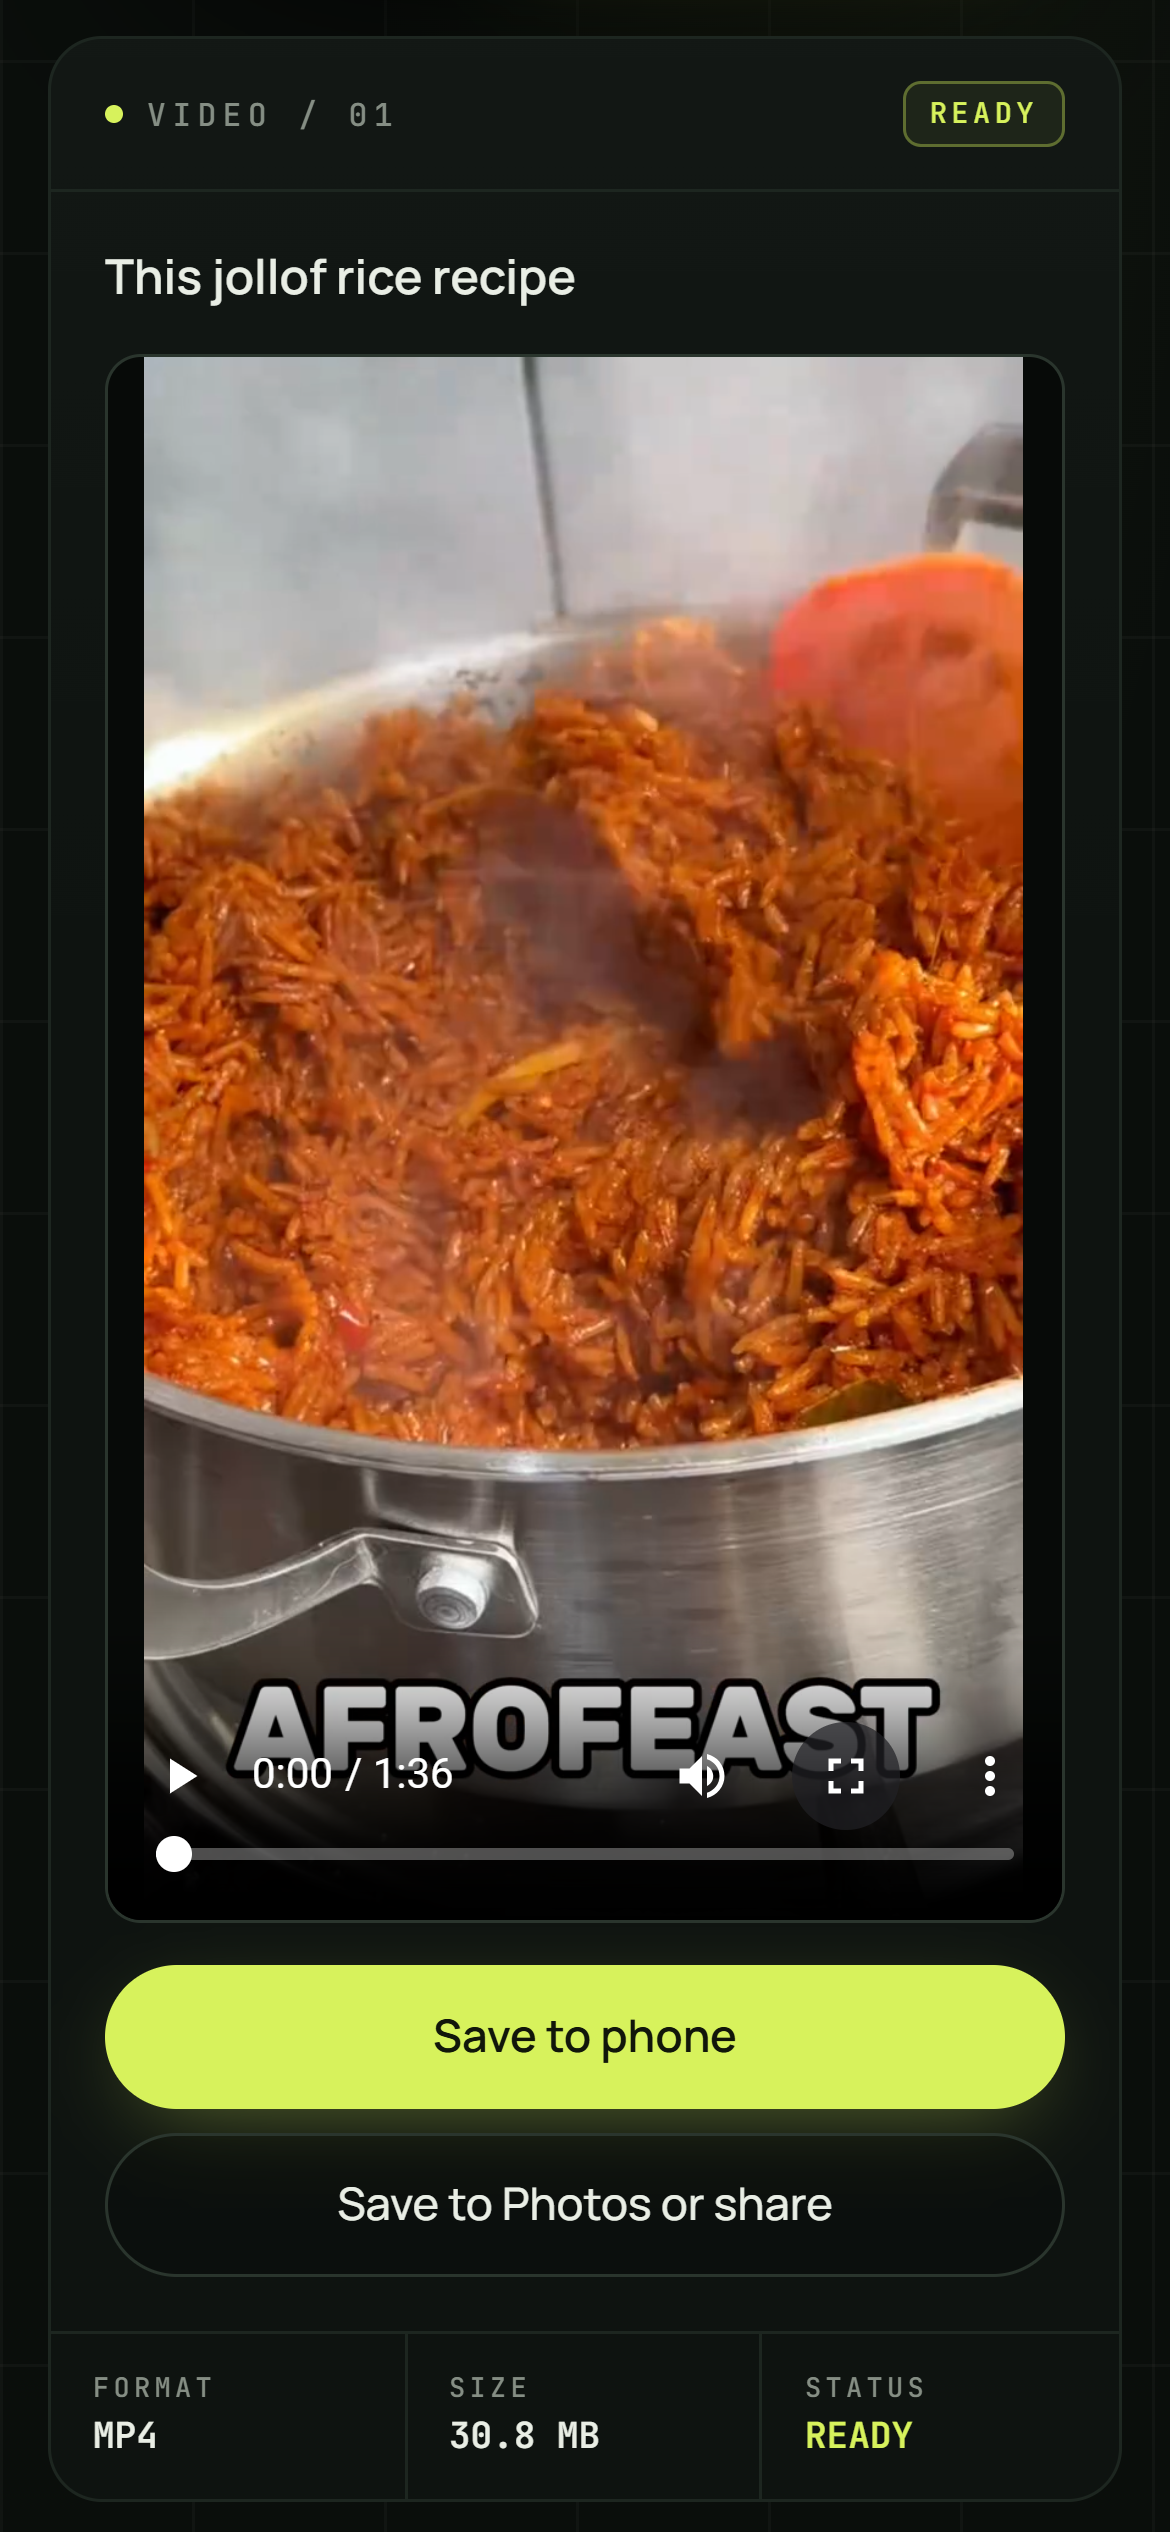 VIDEO / 01
READY
This jollof rice recipe
AFROFEAST
0:00 / 1:36
Save to phone
Save to Photos or share
FORMAT
MP4
SIZE
30.8 MB
STATUS
READY